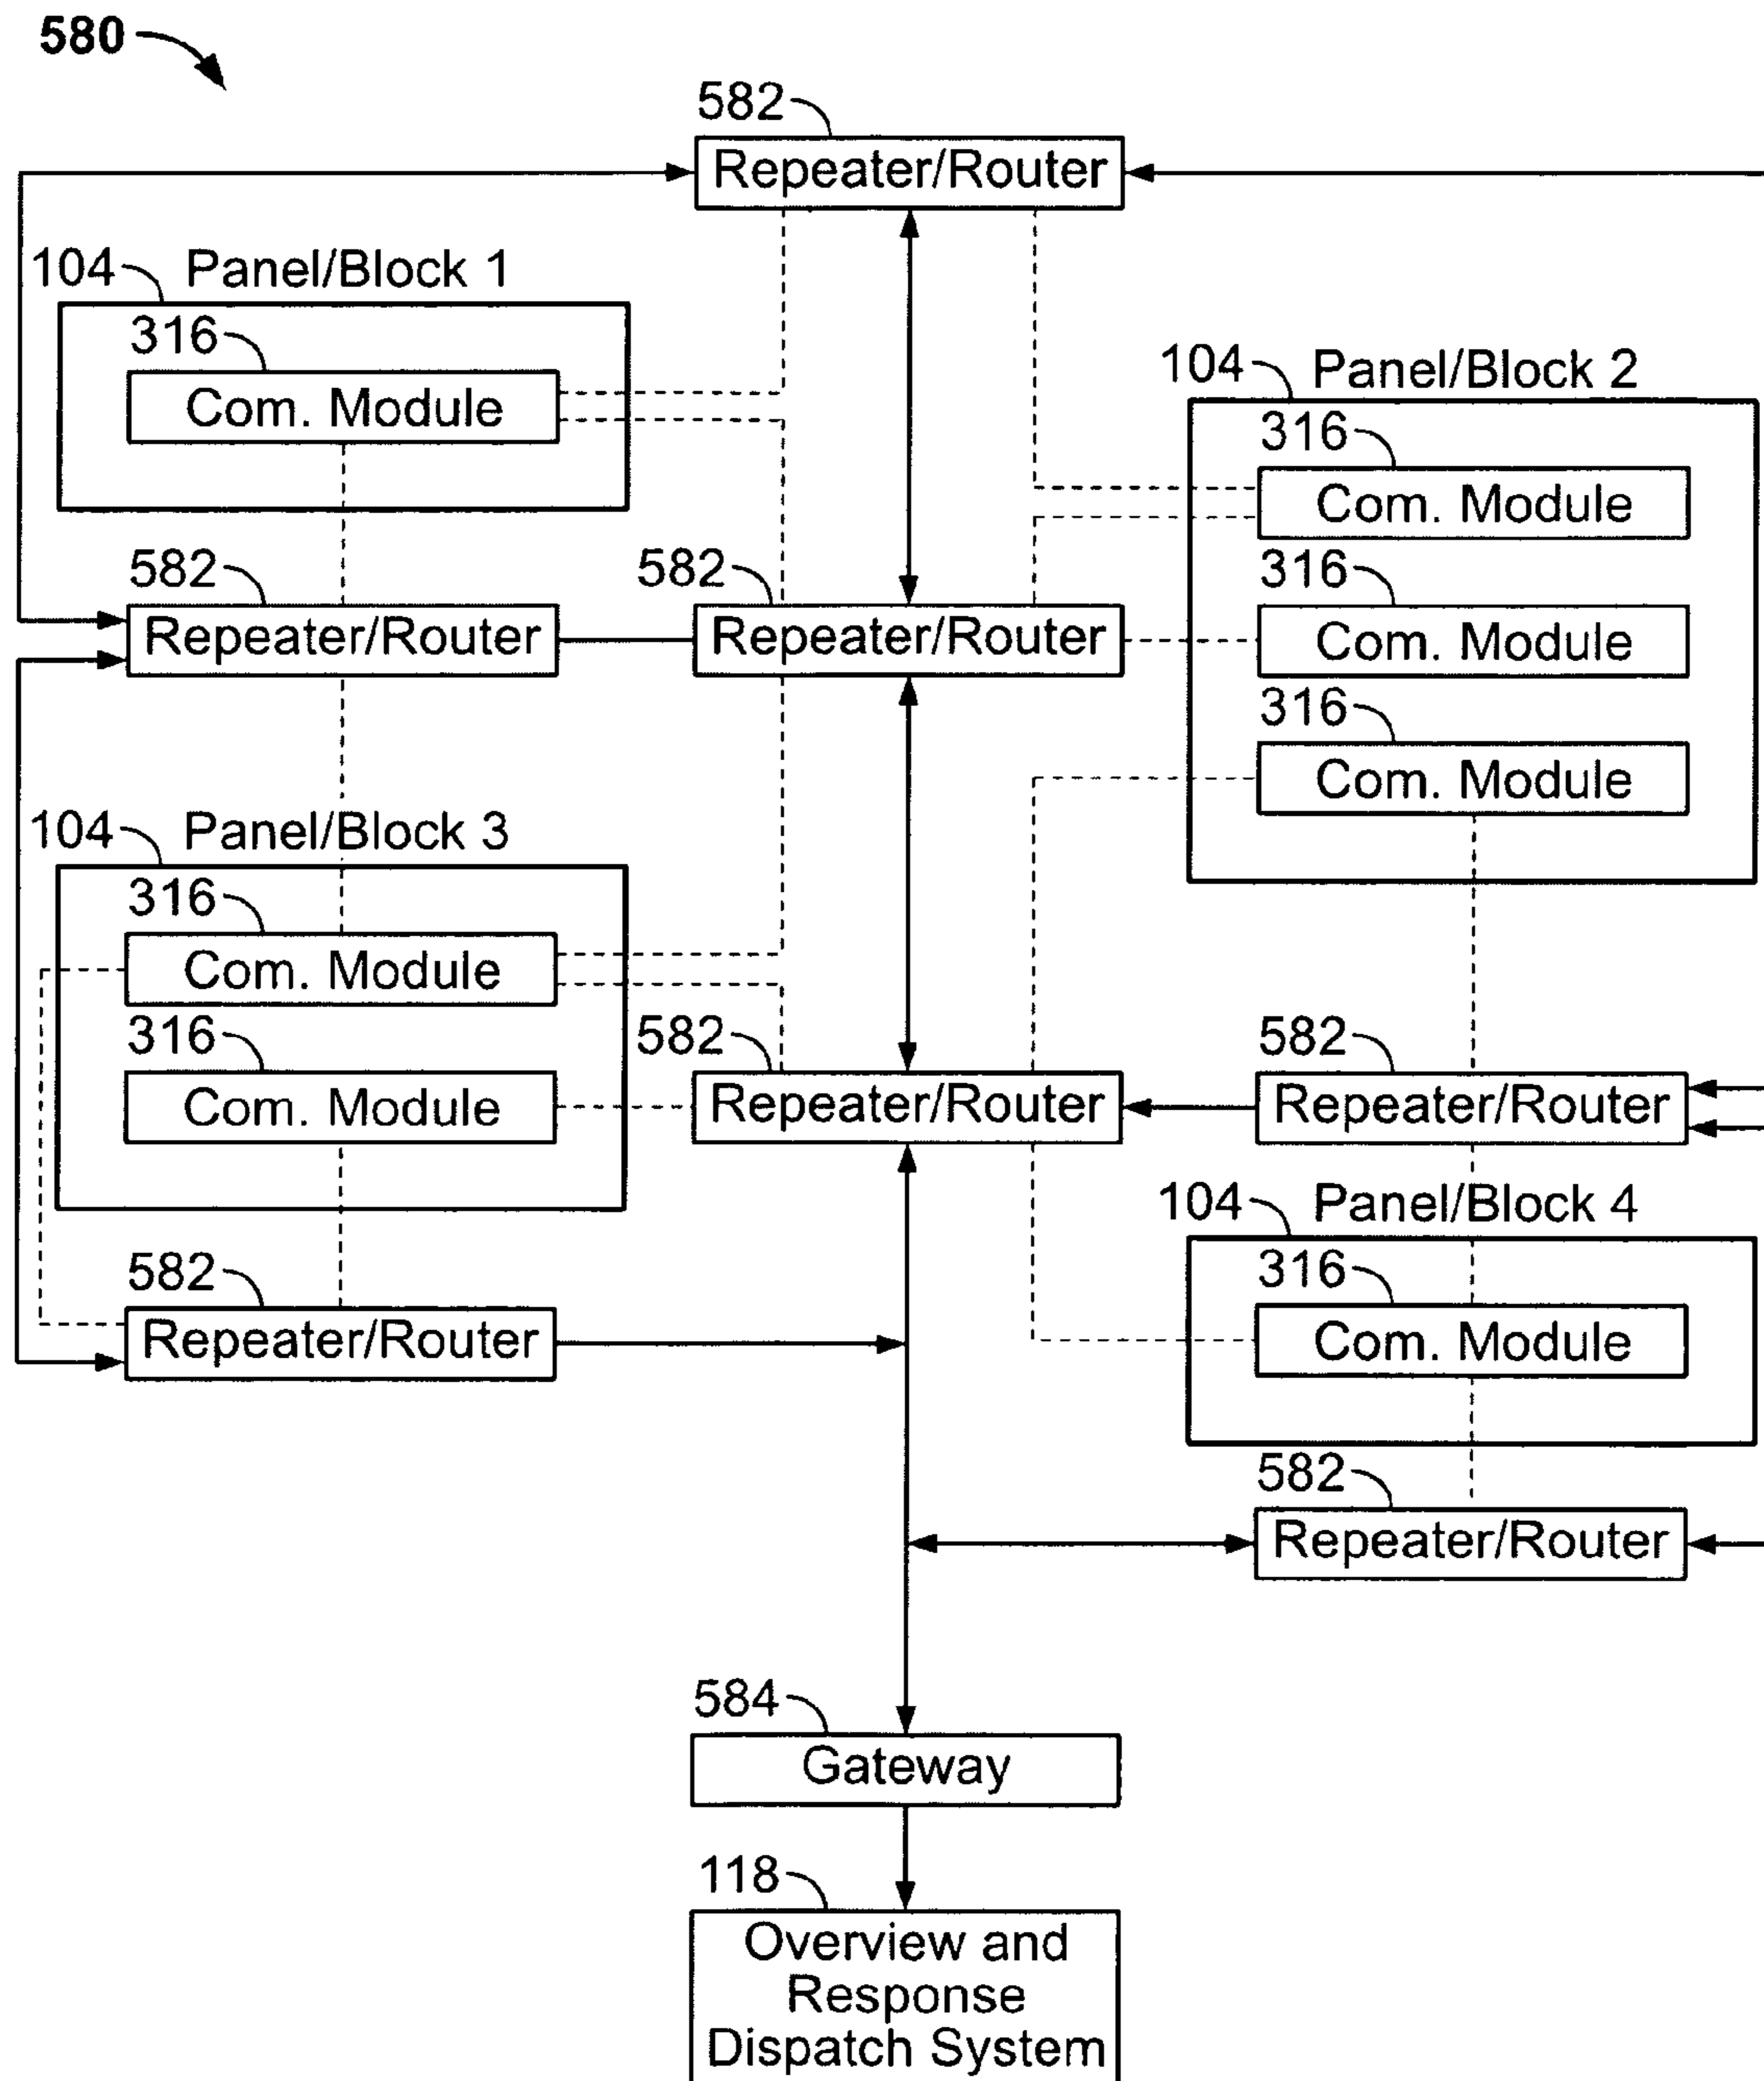 580
582
Repeater/Router
104 Panel/Block 1
316
Com. Module
104 Panel/Block 2
316
Com. Module
316
Com. Module
316
Com. Module
582
Repeater/Router
582
Repeater/Router
104 Panel/Block 3
316
Com. Module
316
Com. Module
582
Repeater/Router
582
Repeater/Router
104 Panel/Block 4
316
Com. Module
582
Repeater/Router
582
Repeater/Router
584
Gateway
118
Overview and
Response
Dispatch System